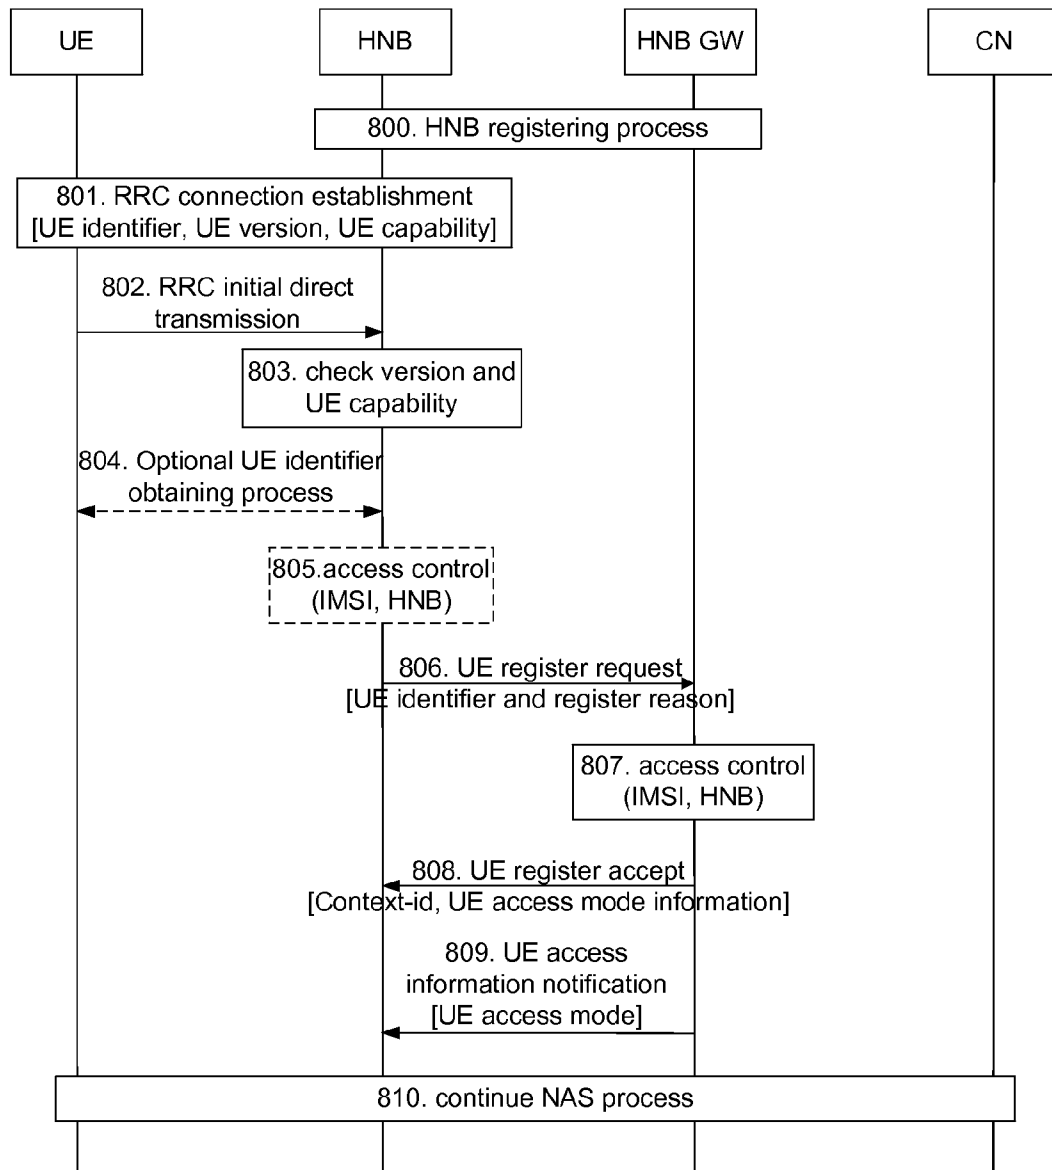 UE
HNB
HNB GW
CN
800. HNB registering process
801. RRC connection establishment
[UE identifier, UE version, UE capability]
802. RRC initial direct
transmission
803. check version and
UE capability
804. Optional UE identifier
obtaining process
805.access control
(IMSI, HNB)
806. UE register request
[UE identifier and register reason]
807. access control
(IMSI, HNB)
808. UE register accept
[Context-id, UE access mode information]
809. UE access
information notification
[UE access mode]
810. continue NAS process